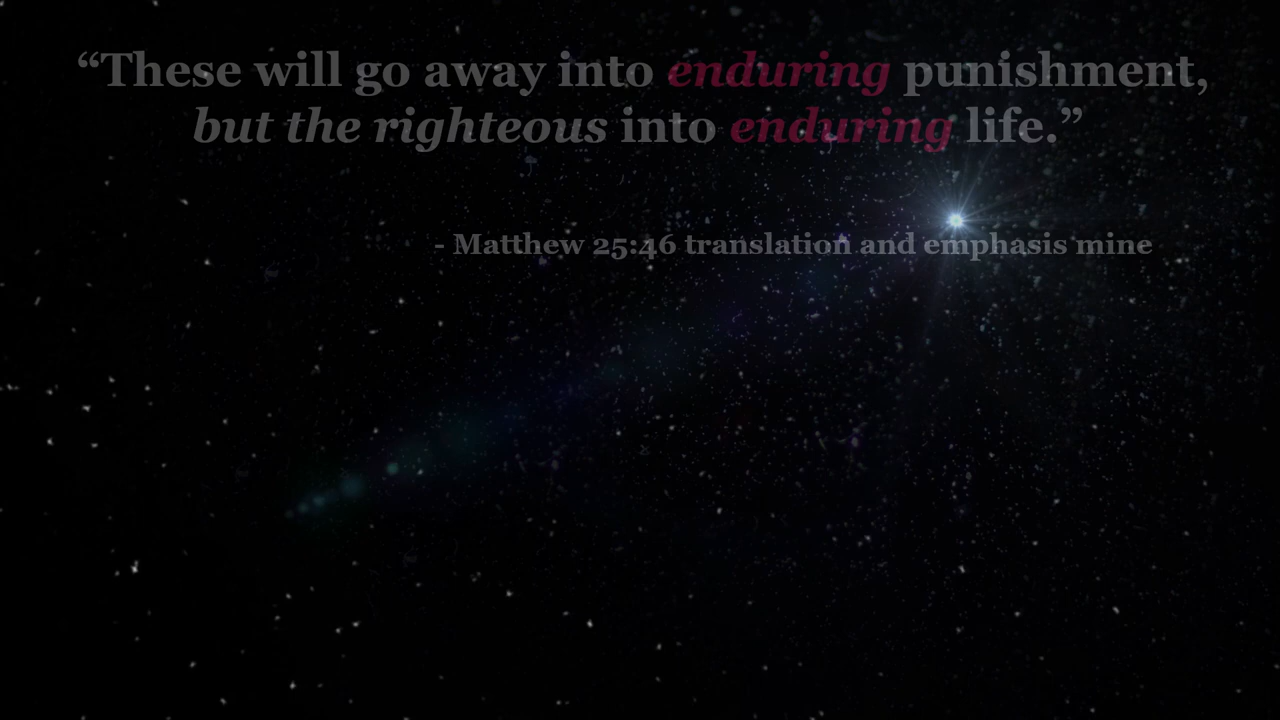 “These will go away into enduring punishment,
but the righteous into enduring life.”
- Matthew 25:46 translation and emphasis mine